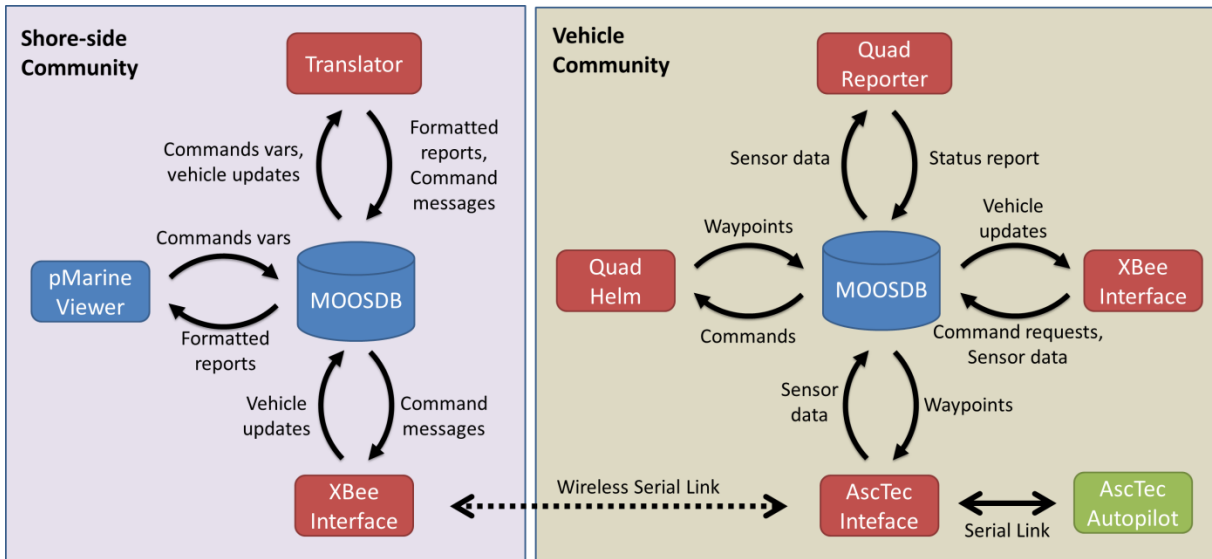 Shore-side
Community
Translator
Commands vars,
vehicle updates
Formatted
reports,
Command
messages
Commands vars
pMarine
Viewer
MOOSDB
Formatted
reports
Vehicle
updates
Command
messages
XBee
Interface
Wireless Serial Link
Vehicle
Community
Quad
Reporter
Sensor data
Status report
Waypoints
Vehicle
updates
Quad
Helm
MOOSDB
XBee
Interface
Commands
Command requests,
Sensor data
Sensor
data
Waypoints
AscTec
Inteface
Serial Link
AscTec
Autopilot